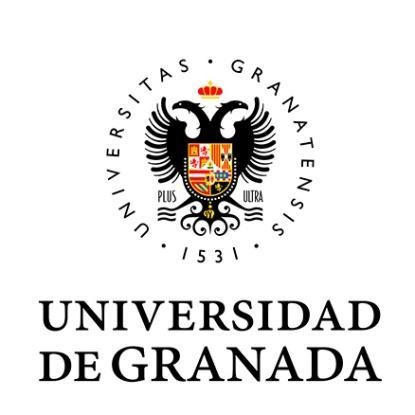 UNIVERSITAS · GRANATENSIS
· 1531 ·
PLUS ULTRA
UNIVERSIDAD
DE GRANADA